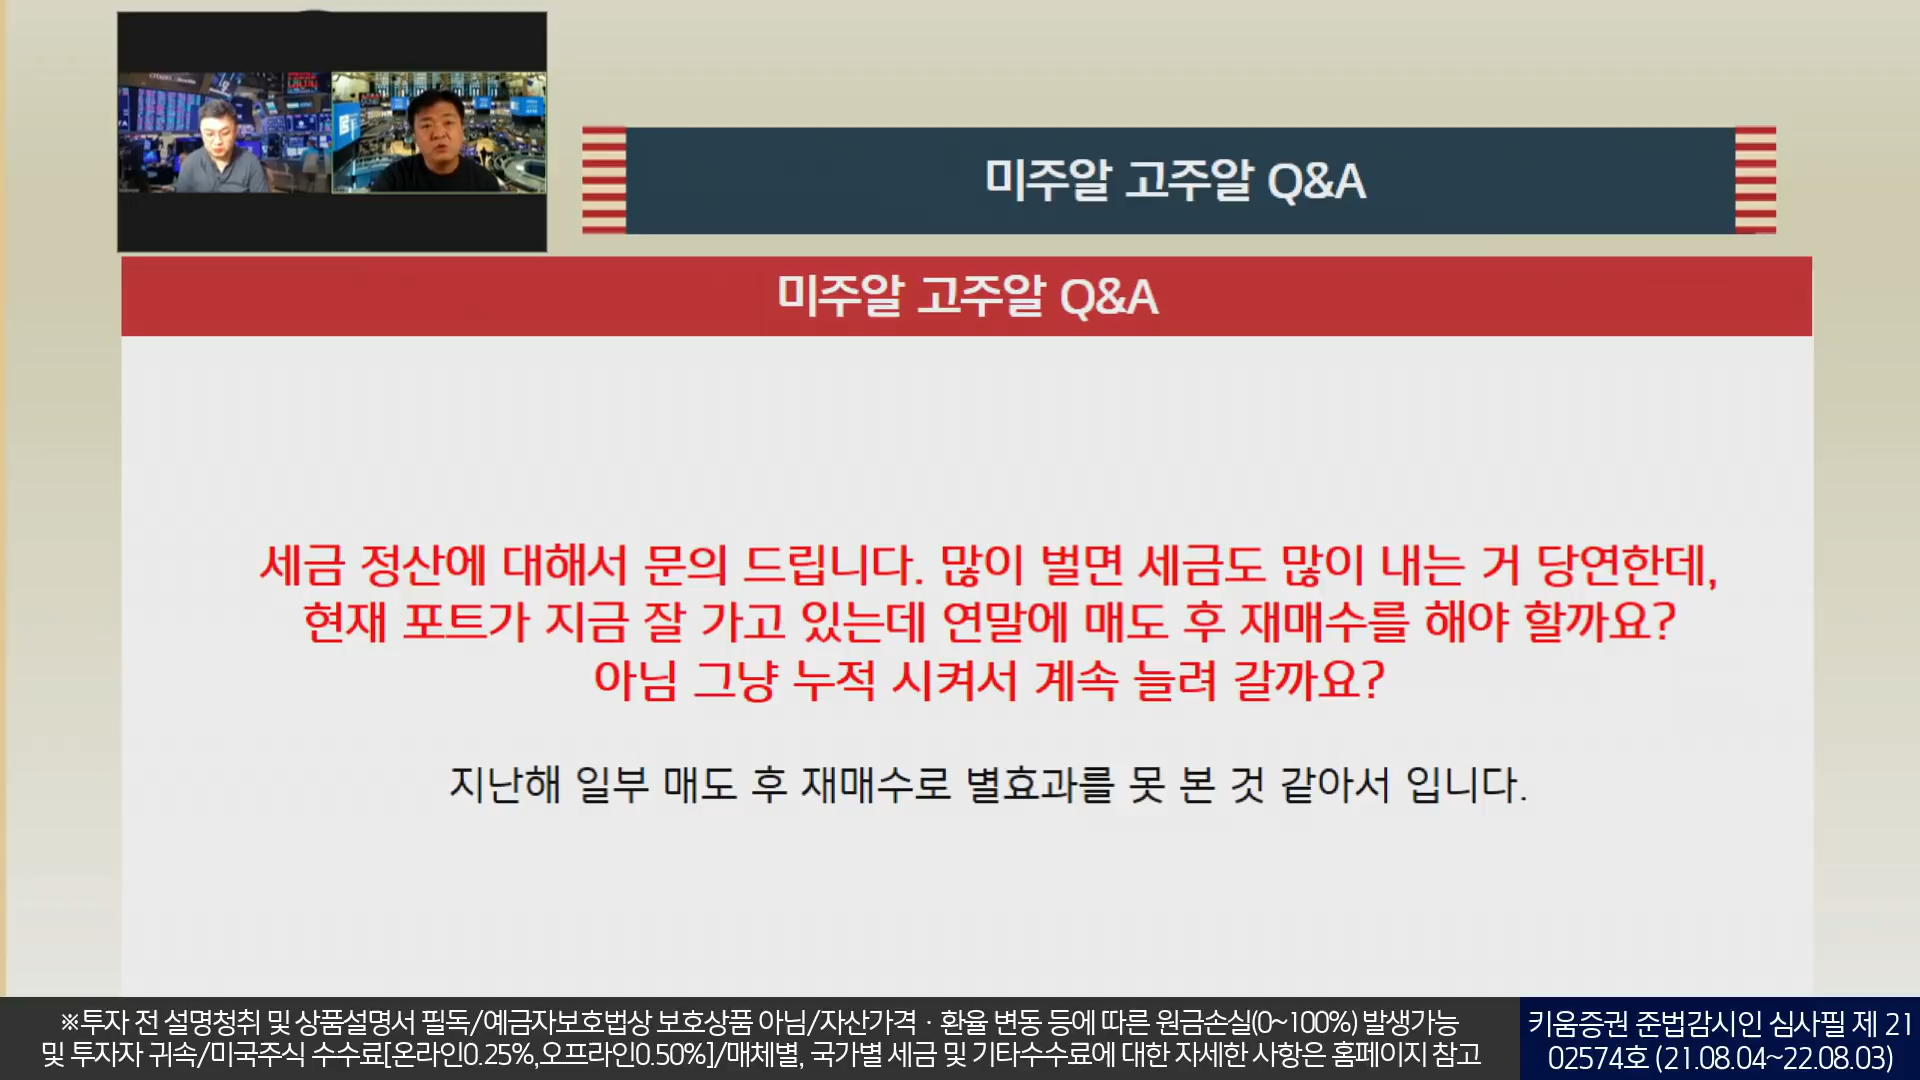 미주알 고주알 Q&A
미주알 고주알 Q&A
세금 정산에 대해서 문의 드립니다. 많이 벌면 세금도 많이 내는 거 당연한데,
현재 포트가 지금 잘 가고 있는데 연말에 매도 후 재매수를 해야 할까요?
아님 그냥 누적 시켜서 계속 늘려 갈까요?
지난해 일부 매도 후 재매수로 별효과를 못 본 것 같아서 입니다.
※투자 전 설명청취 및 상품설명서 필독/예금자보호법상 보호상품 아님/자산가격 · 환율 변동 등에 따른 원금손실(0~100%) 발생가능
및 투자자 귀속/미국주식 수수료[온라인0.25%,오프라인0.50%]/매체별, 국가별 세금 및 기타수수료에 대한 자세한 사항은 홈페이지 참고
키움증권 준법감시인 심사필 제 21
02574호 (21.08.04~22.08.03)